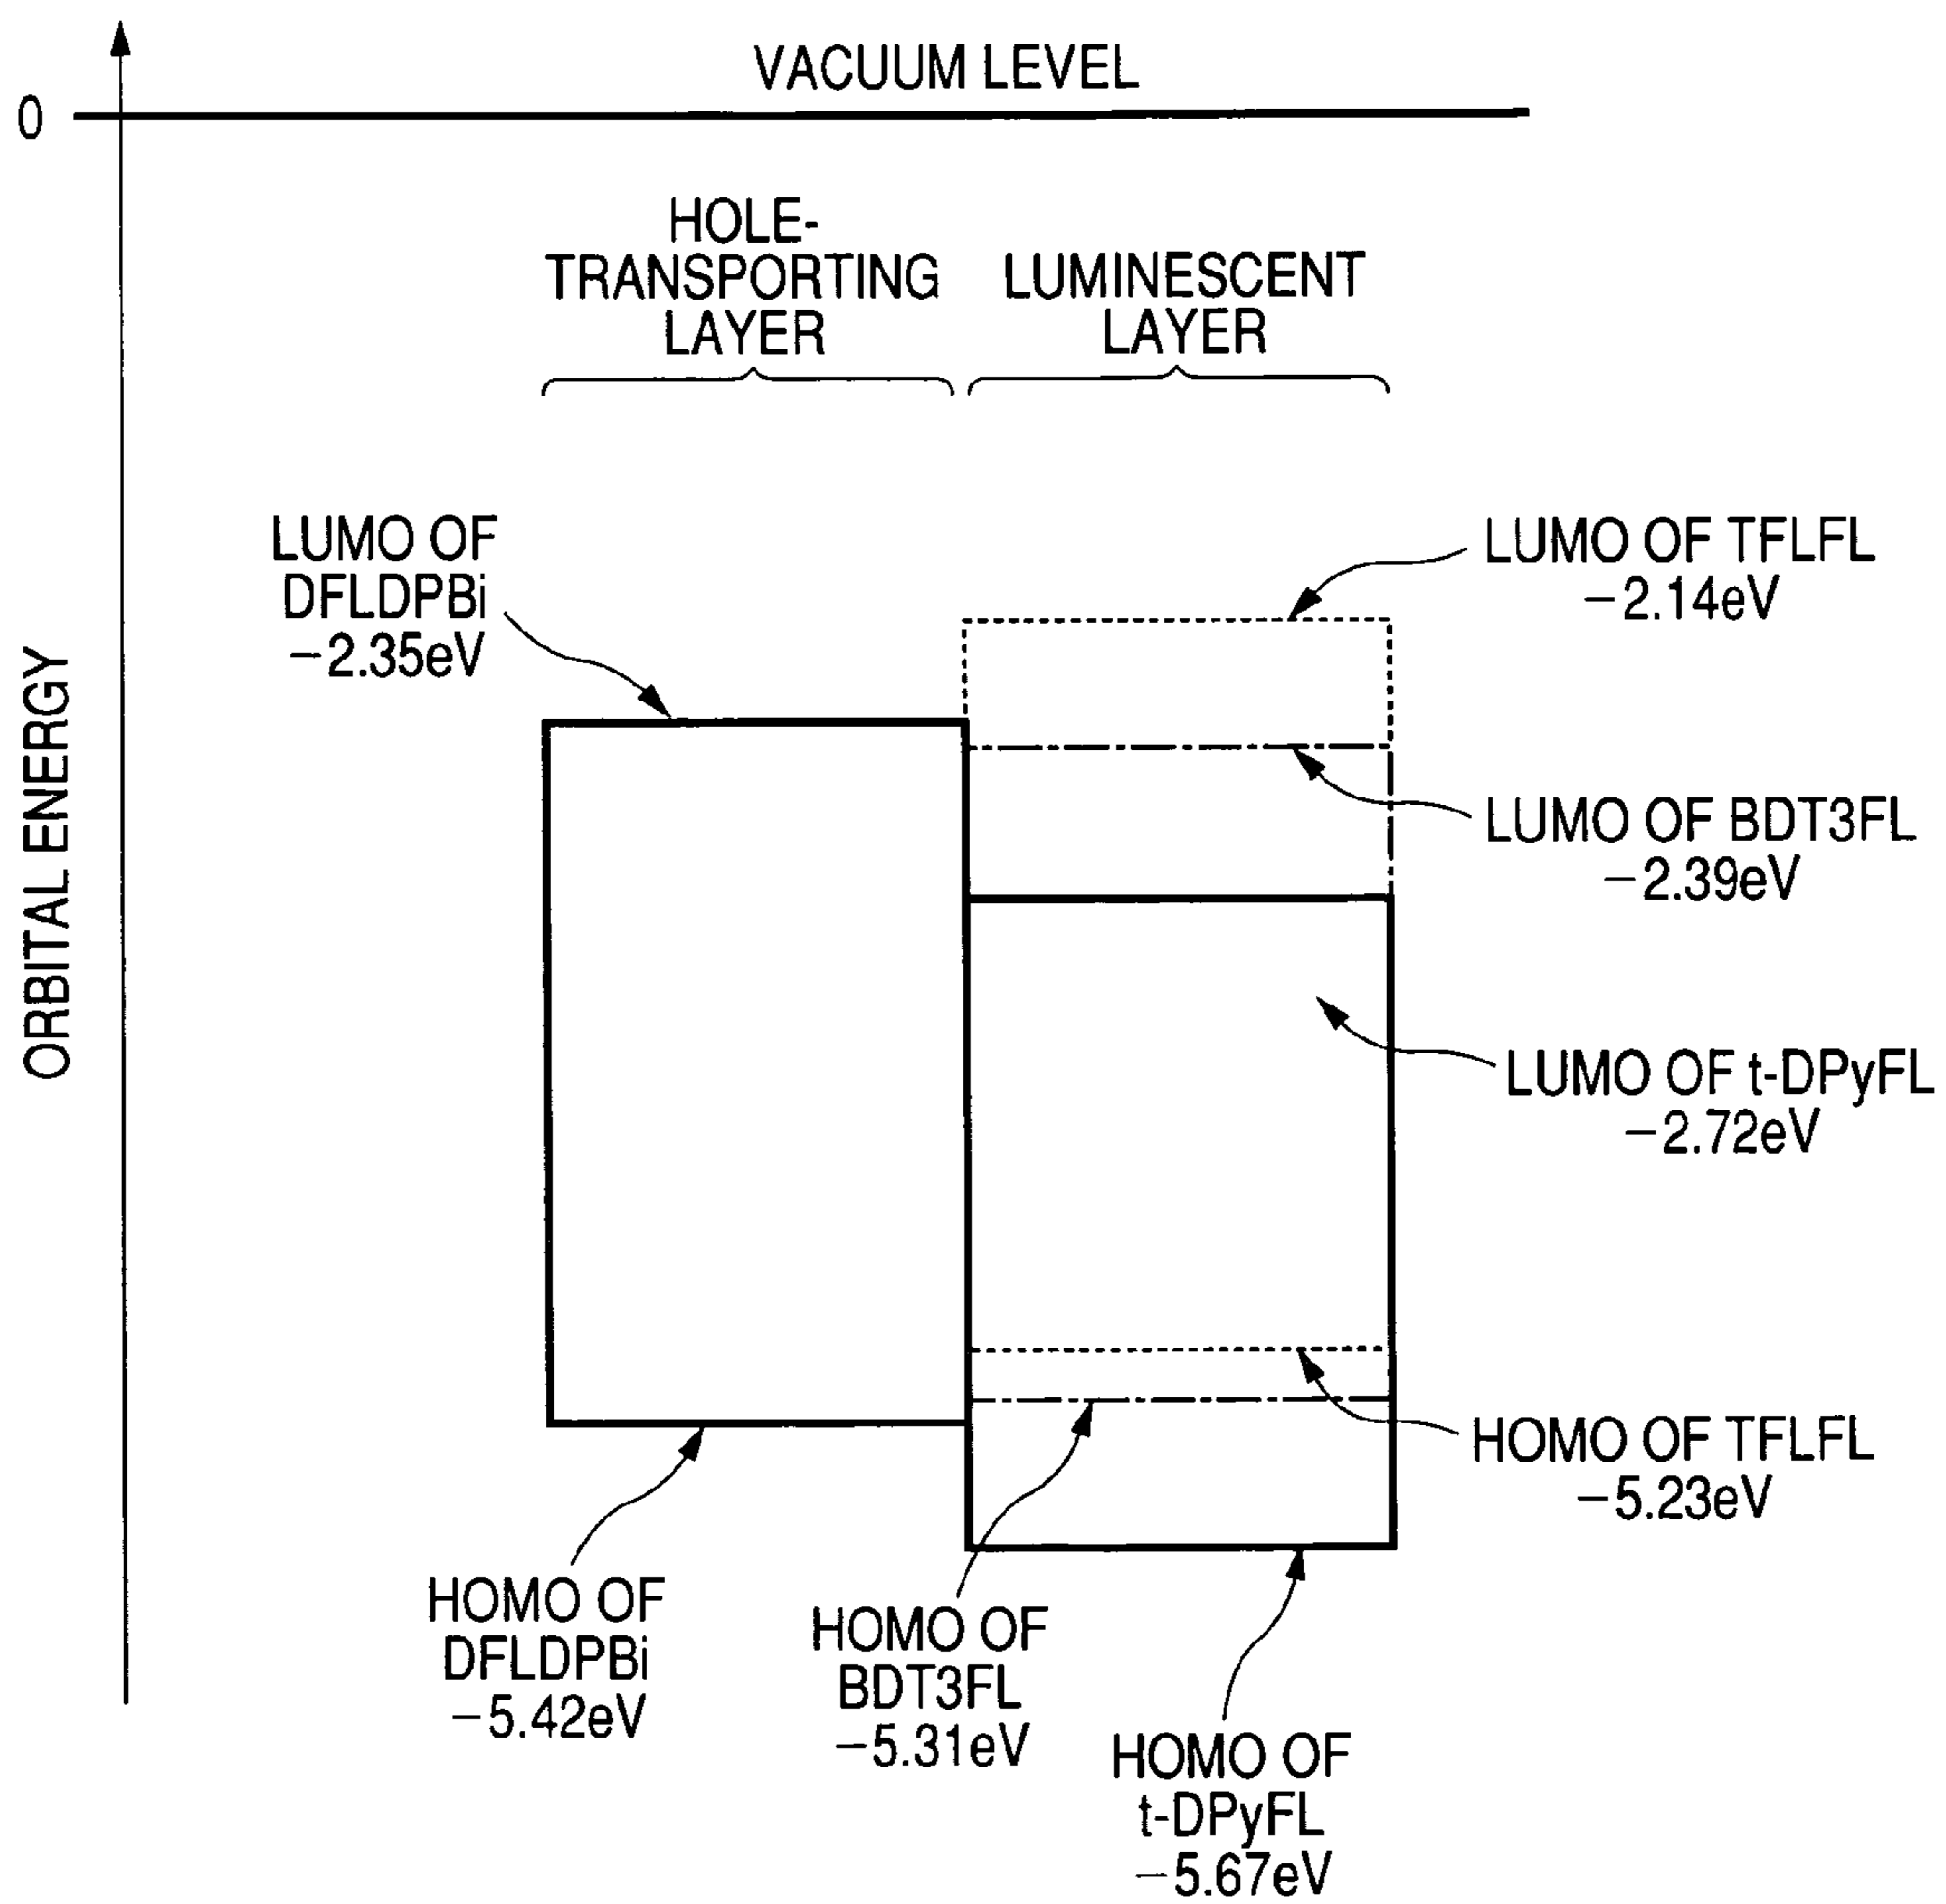 VACUUM LEVEL
0
HOLE-
TRANSPORTING
LAYER
LUMINESCENT
LAYER
ORBITAL ENERGY
LUMO OF
DFLDPBi
−2.35eV
LUMO OF TFLFL
−2.14eV
LUMO OF BDT3FL
−2.39eV
LUMO OF t-DPyFL
−2.72eV
HOMO OF TFLFL
−5.23eV
HOMO OF
DFLDPBi
−5.42eV
HOMO OF
BDT3FL
−5.31eV
HOMO OF
t-DPyFL
−5.67eV